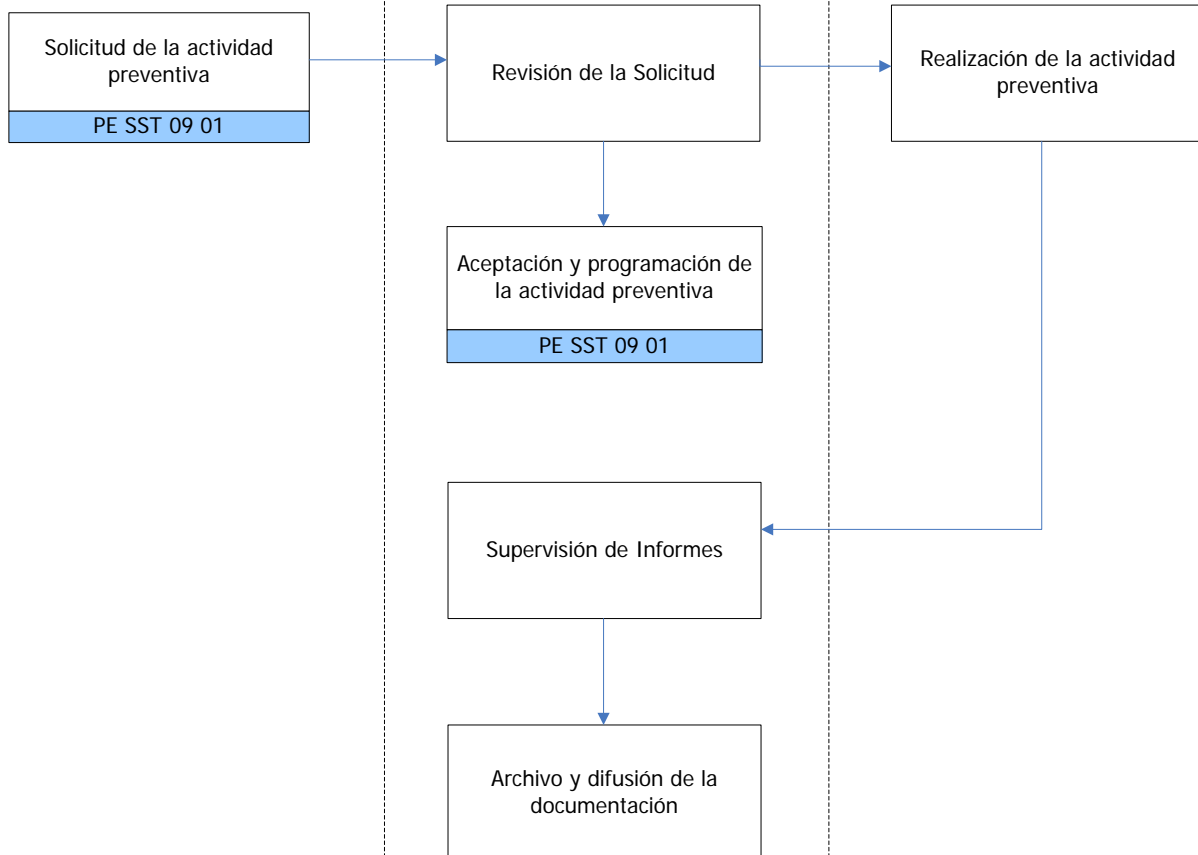 Solicitud de la actividad
preventiva
PE SST 09 01
Revisión de la Solicitud
Realización de la actividad
preventiva
Aceptación y programación de
la actividad preventiva
PE SST 09 01
Supervisión de Informes
Archivo y difusión de la
documentación